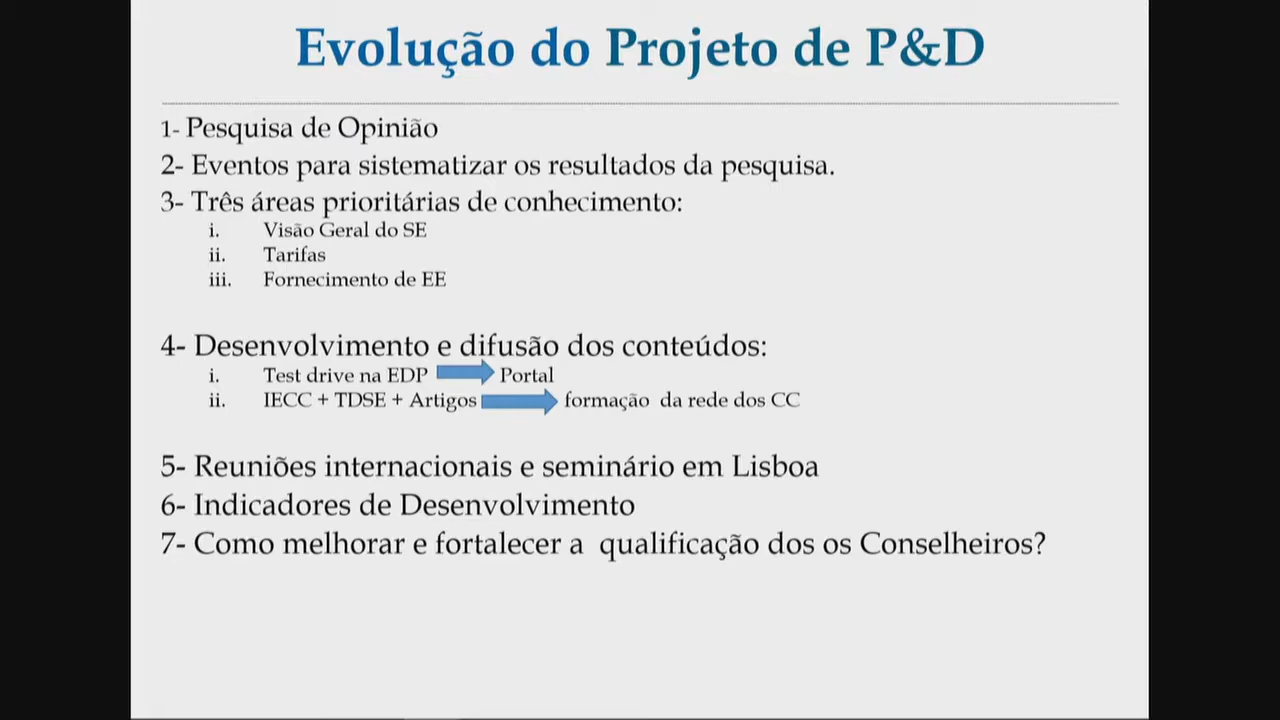 Evolução do Projeto de P&D
1- Pesquisa de Opinião
2- Eventos para sistematizar os resultados da pesquisa.
3- Três áreas prioritárias de conhecimento:
i. Visão Geral do SE
ii. Tarifas
iii. Fornecimento de EE
4- Desenvolvimento e difusão dos conteúdos:
i. Test drive na EDP Portal
ii. IECC + TDSE + Artigos formação da rede dos CC
5- Reuniões internacionais e seminário em Lisboa
6- Indicadores de Desenvolvimento
7- Como melhorar e fortalecer a qualificação dos os Conselheiros?